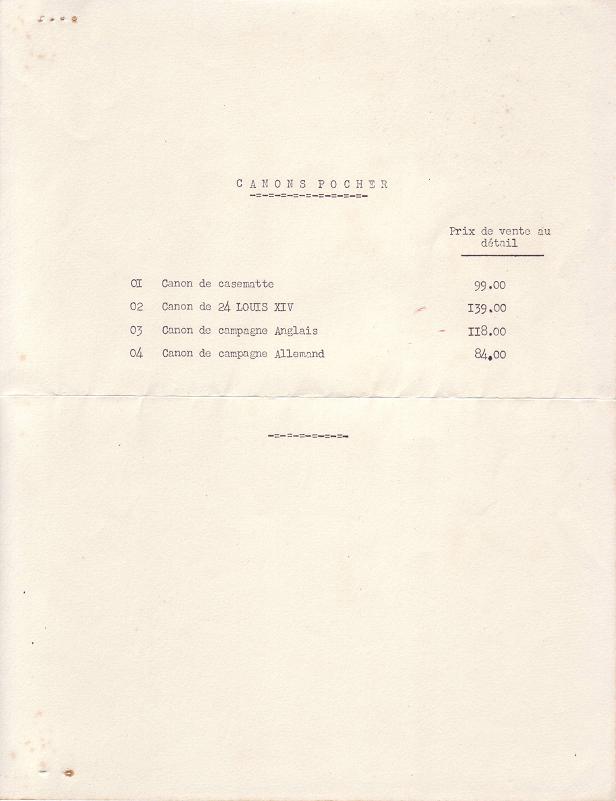 CANONS POCHER
-=-=-=-=-=-=-=-=-=-
Prix de vente au
détail
OI Canon de casematte 99.00
02 Canon de 24 LOUIS XIV I39.00
03 Canon de campagne Anglais II8.00
04 Canon de campagne Allemand 84.00
-=-=-=-=-=-=-